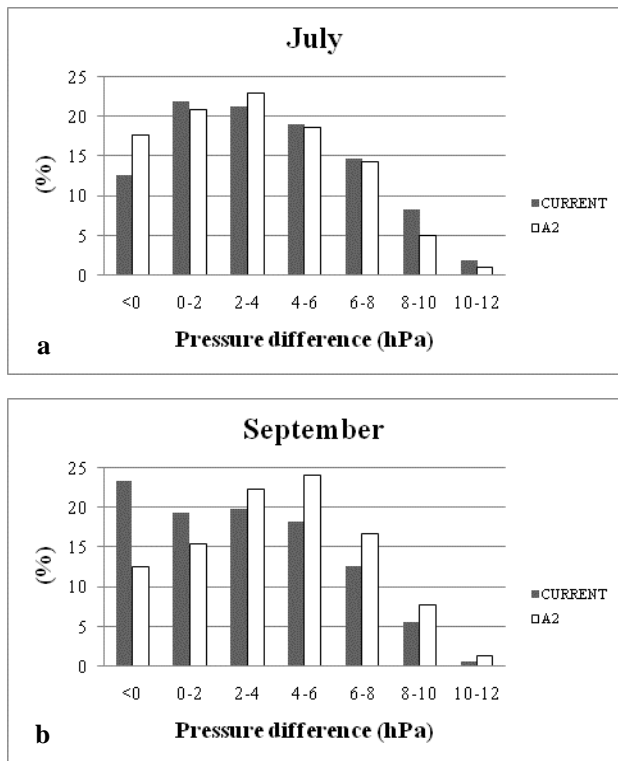 July
25
20
15
10
5
0
(%)
<0 0-2 2-4 4-6 6-8 8-10 10-12
Pressure difference (hPa)
CURRENT
A2
a
September
25
20
15
10
5
0
(%)
<0 0-2 2-4 4-6 6-8 8-10 10-12
Pressure difference (hPa)
CURRENT
A2
b